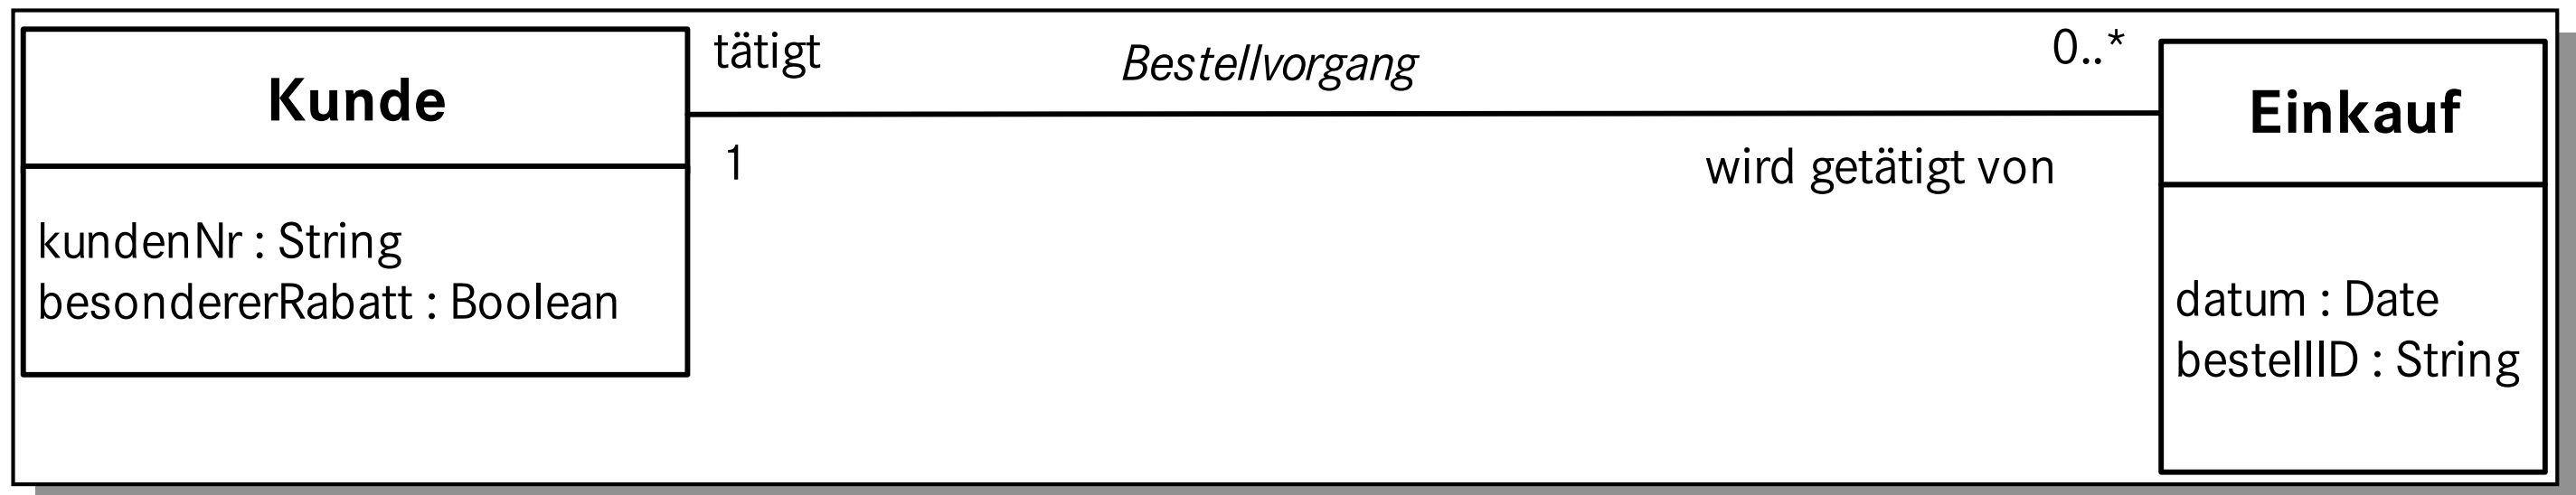 Kunde
kundenNr : String
besondererRabatt : Boolean
tätigt
1
Bestellvorgang
0..*
wird getätigt von
Einkauf
datum : Date
bestellID : String